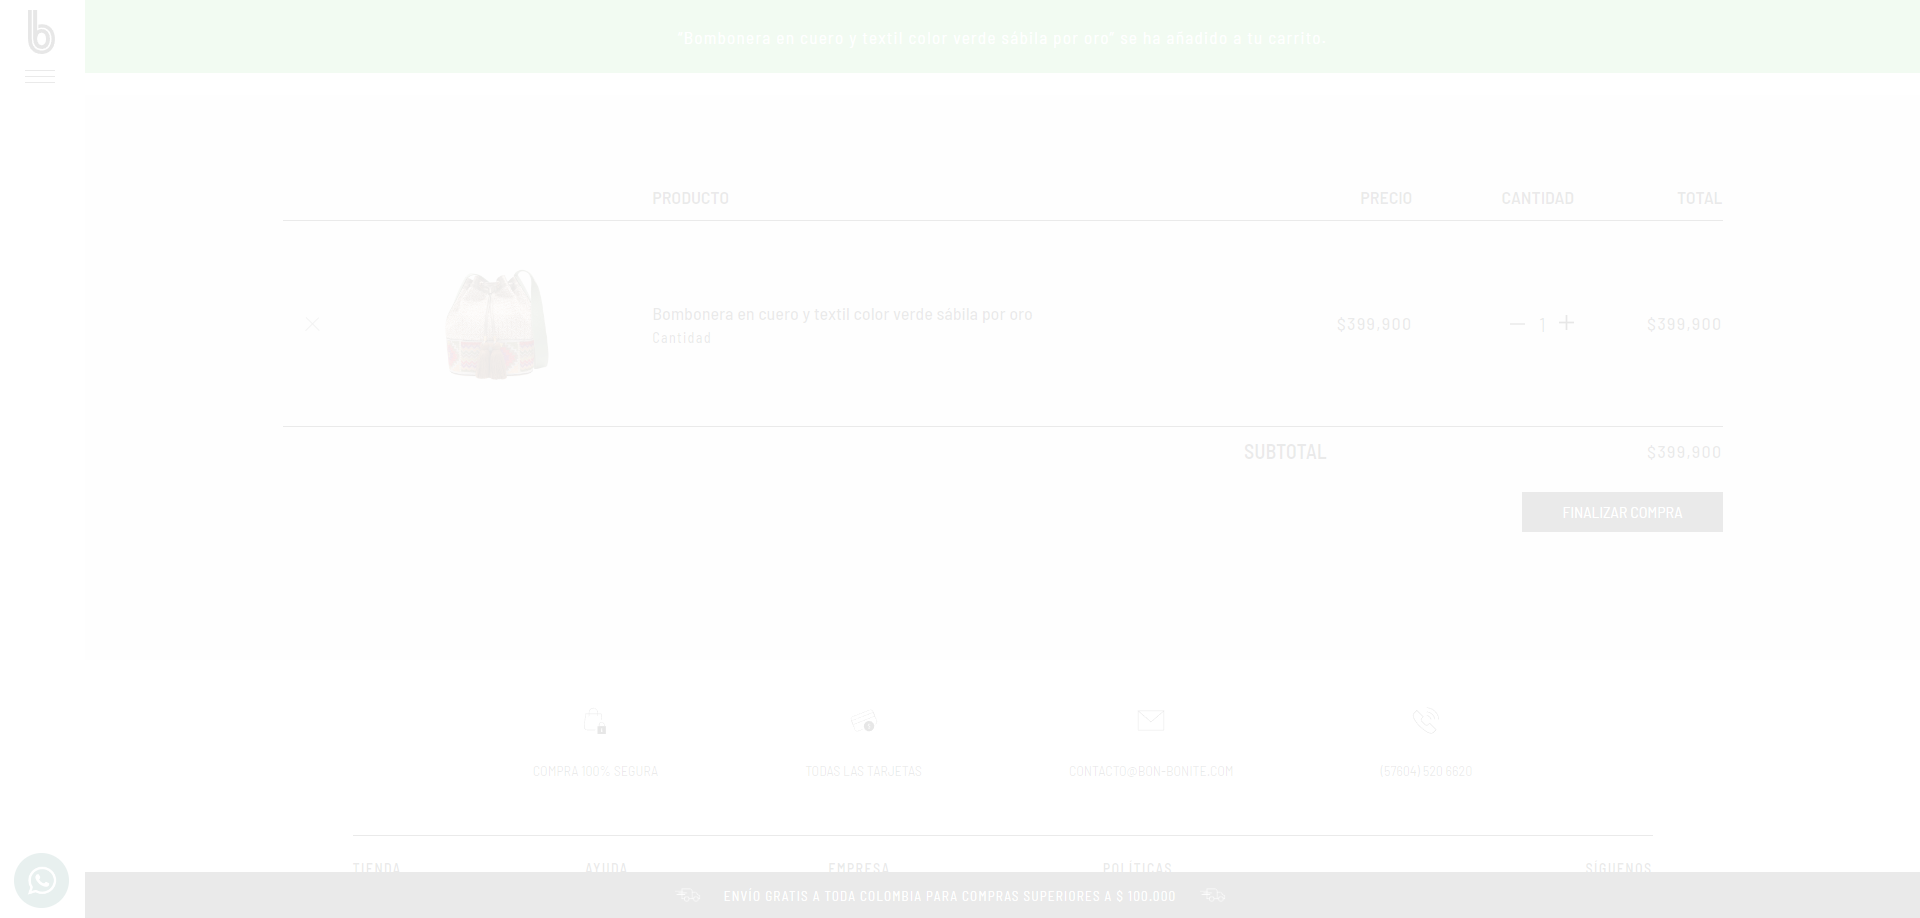 "Bombonera en cuero y textil color verde sábila por oro" se ha añadido a tu carrito.
PRODUCTO PRECIO CANTIDAD TOTAL
Bombonera en cuero y textil color verde sábila por oro
Cantidad
$399,900 1 $399,900
SUBTOTAL $399,900
FINALIZAR COMPRA
COMPRA 100% SEGURA TODAS LAS TARJETAS CONTACTO@BON-BONITE.COM (57604) 520 6620
TIENDA AYUDA EMPRESA POLÍTICAS SÍGUENOS
ENVÍO GRATIS A TODA COLOMBIA PARA COMPRAS SUPERIORES A $ 100.000